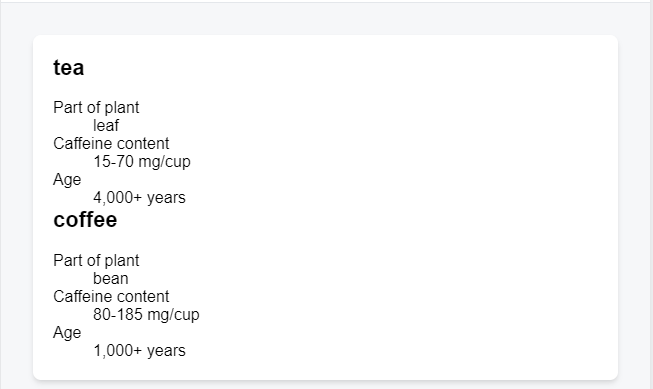 tea
Part of plant
leaf
Caffeine content
15-70 mg/cup
Age
4,000+ years
coffee
Part of plant
bean
Caffeine content
80-185 mg/cup
Age
1,000+ years